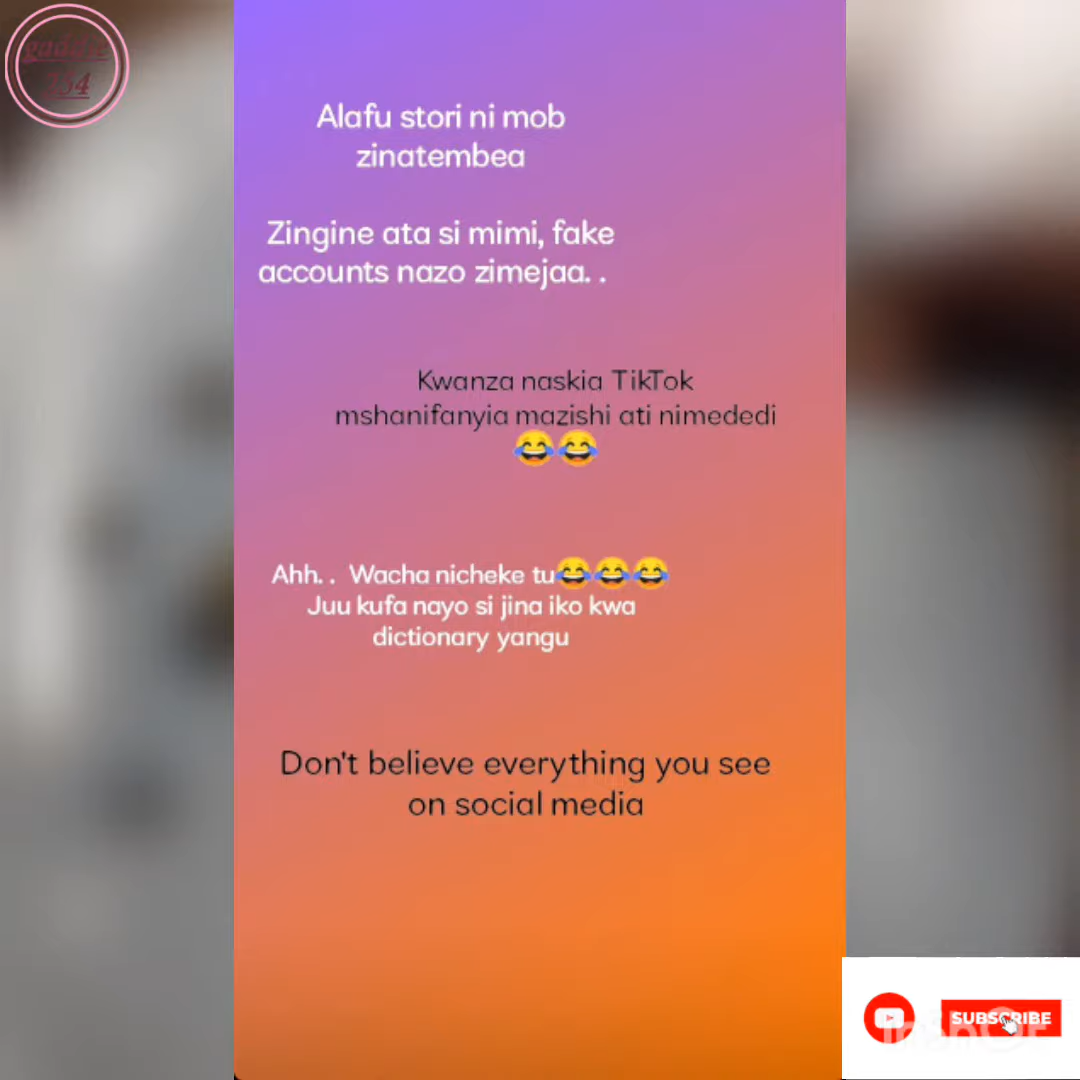 Alafu stori ni mob
zinatembea
Zingine ata si mimi, fake
accounts nazo zimejaa. .
Kwanza naskia TikTok
mshanifanyia mazishi ati nimededi
😂😂
Ahh. . Wacha nicheke tu😂😂😂
Juu kufa nayo si jina iko kwa
dictionary yangu
Don't believe everything you see
on social media
254
SUBSCRIBE